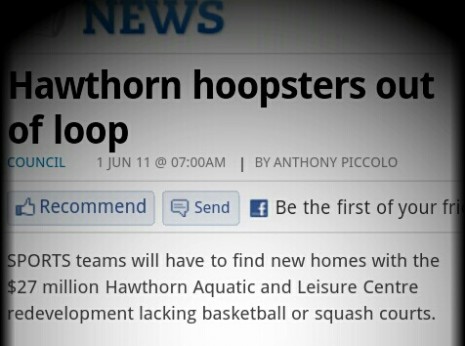 NEWS
Hawthorn hoopsters out
of loop
COUNCIL 1 JUN 11 @ 07:00AM | BY ANTHONY PICCOLO
Recommend Send Be the first of your fri
SPORTS teams will have to find new homes with the
$27 million Hawthorn Aquatic and Leisure Centre
redevelopment lacking basketball or squash courts.